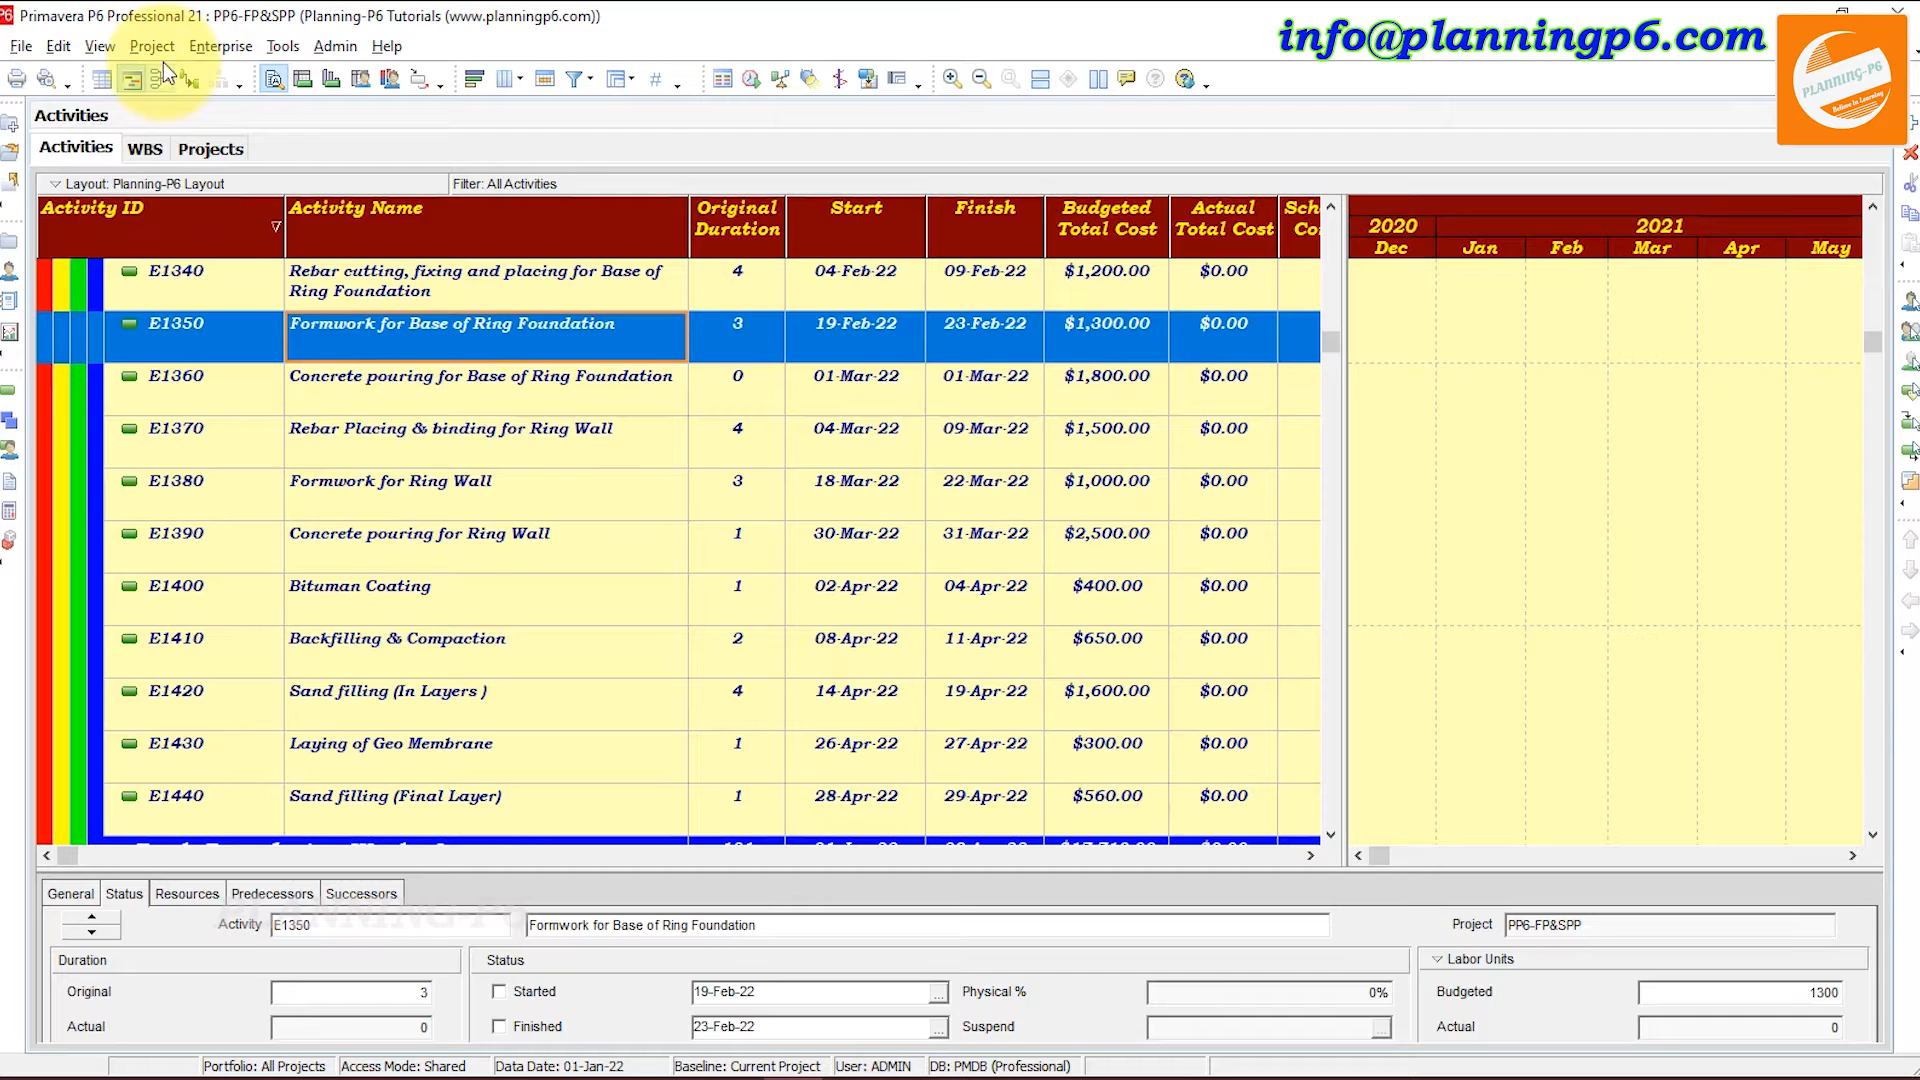 Primavera P6 Professional 21 : PP6-FP&SPP (Planning-P6 Tutorials (www.planningp6.com))
info@planningp6.com
PLANNING-P6
Believe In Learning
File Edit View Project Enterprise Tools Admin Help
Activities
Activities WBS Projects
Layout: Planning-P6 Layout Filter: All Activities
Activity ID Activity Name Original Duration Start Finish Budgeted Total Cost Actual Total Cost Sch Co
2020 2021
Dec Jan Feb Mar Apr May
E1340 Rebar cutting, fixing and placing for Base of Ring Foundation 4 04-Feb-22 09-Feb-22 $1,200.00 $0.00
E1350 Formwork for Base of Ring Foundation 3 19-Feb-22 23-Feb-22 $1,300.00 $0.00
E1360 Concrete pouring for Base of Ring Foundation 0 01-Mar-22 01-Mar-22 $1,800.00 $0.00
E1370 Rebar Placing & binding for Ring Wall 4 04-Mar-22 09-Mar-22 $1,500.00 $0.00
E1380 Formwork for Ring Wall 3 18-Mar-22 22-Mar-22 $1,000.00 $0.00
E1390 Concrete pouring for Ring Wall 1 30-Mar-22 31-Mar-22 $2,500.00 $0.00
E1400 Bituman Coating 1 02-Apr-22 04-Apr-22 $400.00 $0.00
E1410 Backfilling & Compaction 2 08-Apr-22 11-Apr-22 $650.00 $0.00
E1420 Sand filling (In Layers ) 4 14-Apr-22 19-Apr-22 $1,600.00 $0.00
E1430 Laying of Geo Membrane 1 26-Apr-22 27-Apr-22 $300.00 $0.00
E1440 Sand filling (Final Layer) 1 28-Apr-22 29-Apr-22 $560.00 $0.00
General Status Resources Predecessors Successors
PLANNING-P6
Activity E1350 Formwork for Base of Ring Foundation Project PP6-FP&SPP
Duration Status Labor Units
Original 3 Started 19-Feb-22 ... Physical % 0% Budgeted 1300
Actual 0 Finished 23-Feb-22 ... Suspend ... Actual 0
Portfolio: All Projects Access Mode: Shared Data Date: 01-Jan-22 Baseline: Current Project User: ADMIN DB: PMDB (Professional)